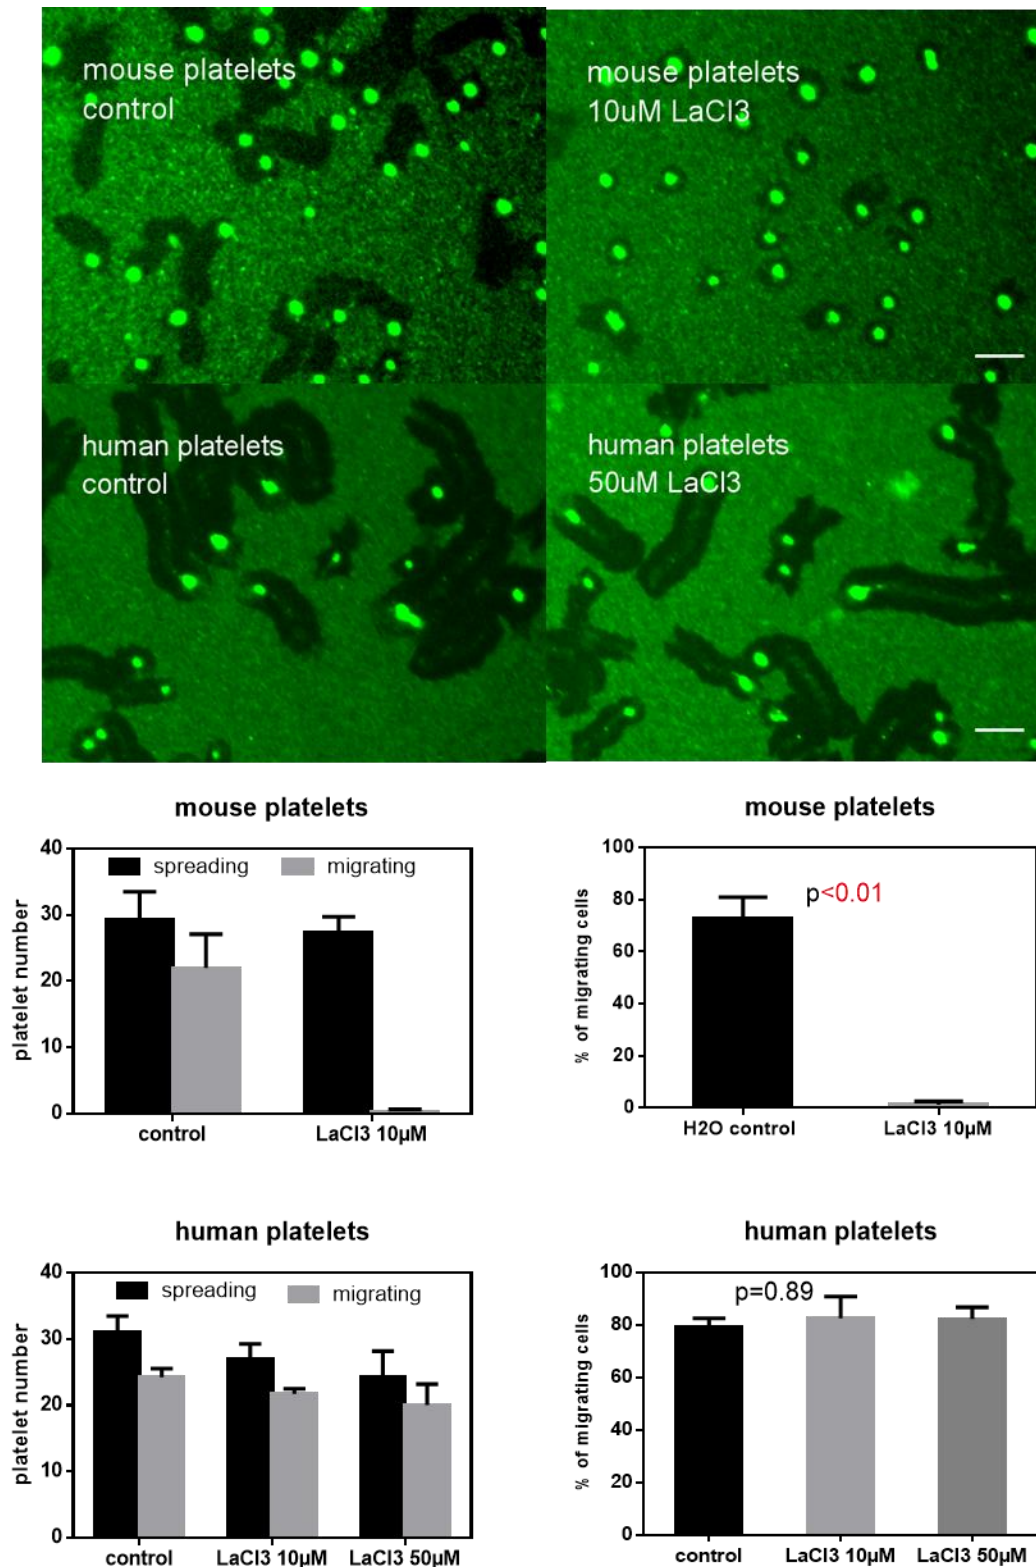 mouse platelets
control
mouse platelets
10uM LaCl3
human platelets
control
human platelets
50uM LaCl3
mouse platelets
40
30
20
10
0
platelet number
spreading
migrating
control
LaCl3 10µM
mouse platelets
100
80
60
40
20
0
% of migrating cells
p<0.01
H2O control
LaCl3 10µM
human platelets
40
30
20
10
0
platelet number
spreading
migrating
control
LaCl3 10µM
LaCl3 50µM
human platelets
100
80
60
40
20
0
% of migrating cells
p=0.89
control
LaCl3 10µM
LaCl3 50µM